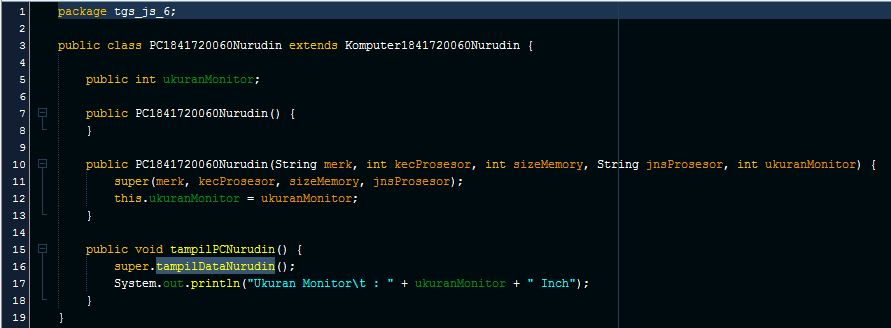 1 package tgs_js_6;
2
3 public class PC1841720060Nurudin extends Komputer1841720060Nurudin {
4
5 public int ukuranMonitor;
6
7 public PC1841720060Nurudin() {
8 }
9
10 public PC1841720060Nurudin(String merk, int kecProsesor, int sizeMemory, String jnsProsesor, int ukuranMonitor) {
11 super(merk, kecProsesor, sizeMemory, jnsProsesor);
12 this.ukuranMonitor = ukuranMonitor;
13 }
14
15 public void tampilPCNurudin() {
16 super.tampilDataNurudin();
17 System.out.println("Ukuran Monitor\t : " + ukuranMonitor + " Inch");
18 }
19 }